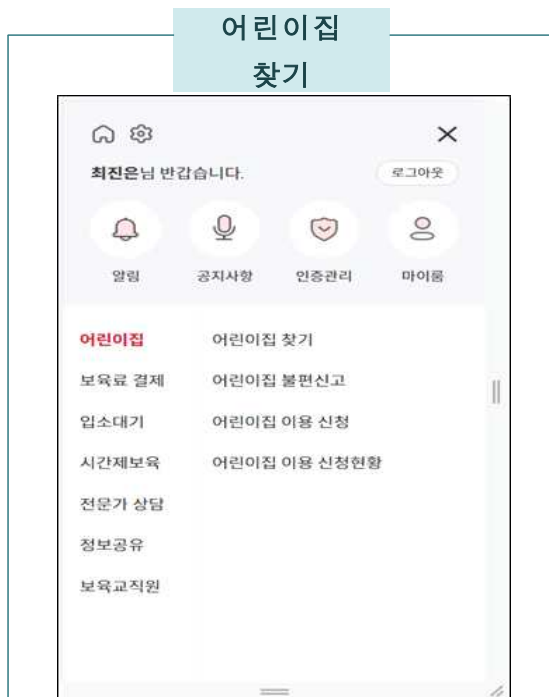 어린이집
찾기
최진은님 반갑습니다.
로그아웃
알림 공지사항 인증관리 마이룸
어린이집 어린이집 찾기
보육료 결제 어린이집 불편신고
입소대기 어린이집 이용 신청
시간제보육 어린이집 이용 신청현황
전문가 상담
정보공유
보육교직원